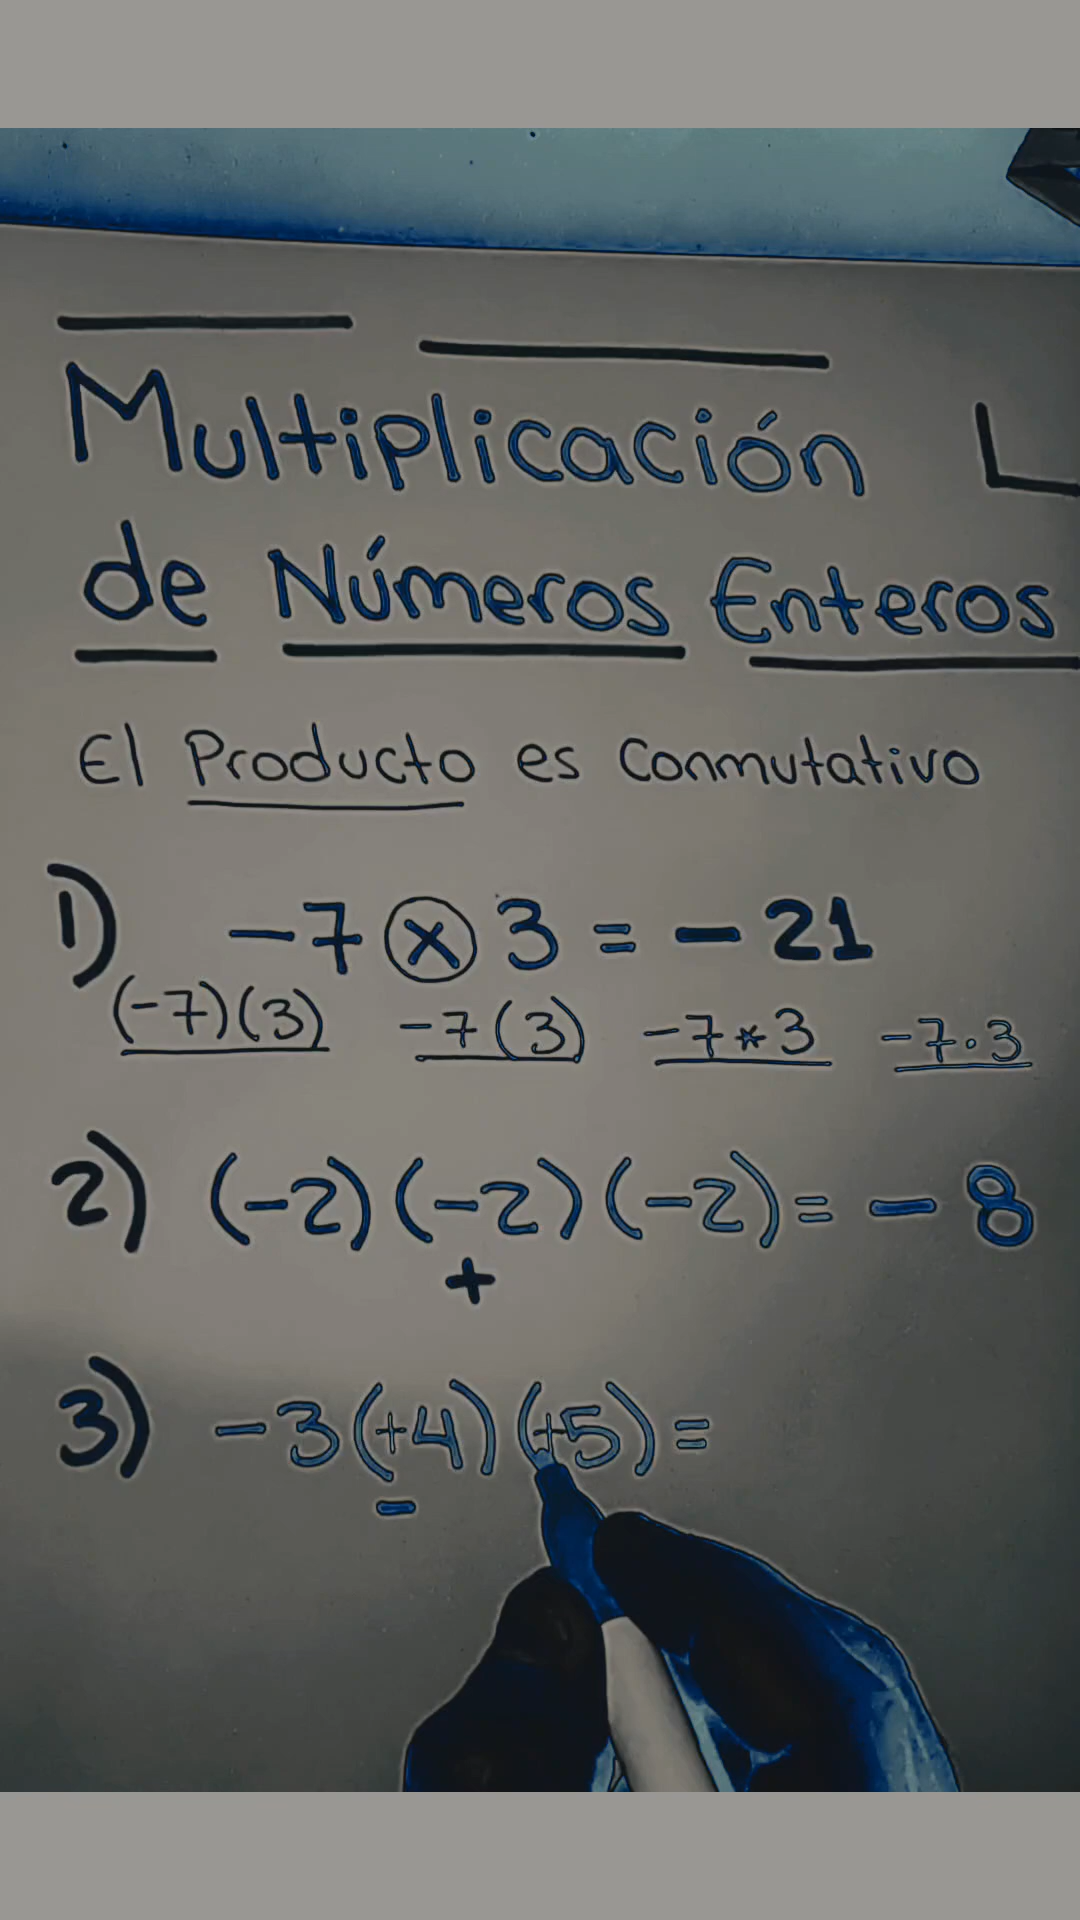 Multiplicación
de Números Enteros
El Producto es Conmutativo
1) -7 ⊗ 3 = -21
(-7)(3) -7(3) -7*3 -7·3
2) (-2)(-2)(-2)= -8
+
3) -3(+4)(+5)=
-